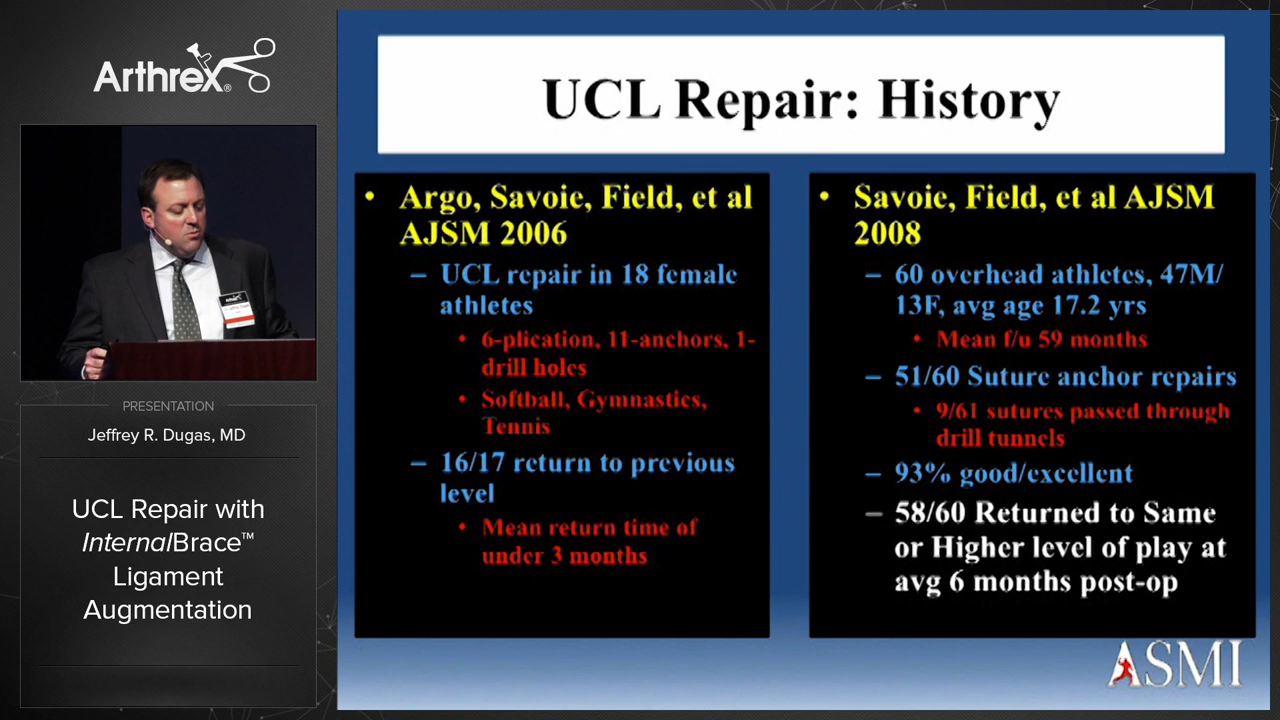 Arthrex®
PRESENTATION
Jeffrey R. Dugas, MD
UCL Repair with
InternalBrace™
Ligament
Augmentation
UCL Repair: History
• Argo, Savoie, Field, et al
AJSM 2006
– UCL repair in 18 female
athletes
• 6-plication, 11-anchors, 1-
drill holes
• Softball, Gymnastics,
Tennis
– 16/17 return to previous
level
• Mean return time of
under 3 months
• Savoie, Field, et al AJSM
2008
– 60 overhead athletes, 47M/
13F, avg age 17.2 yrs
• Mean f/u 59 months
– 51/60 Suture anchor repairs
• 9/61 sutures passed through
drill tunnels
– 93% good/excellent
– 58/60 Returned to Same
or Higher level of play at
avg 6 months post-op
ASMI